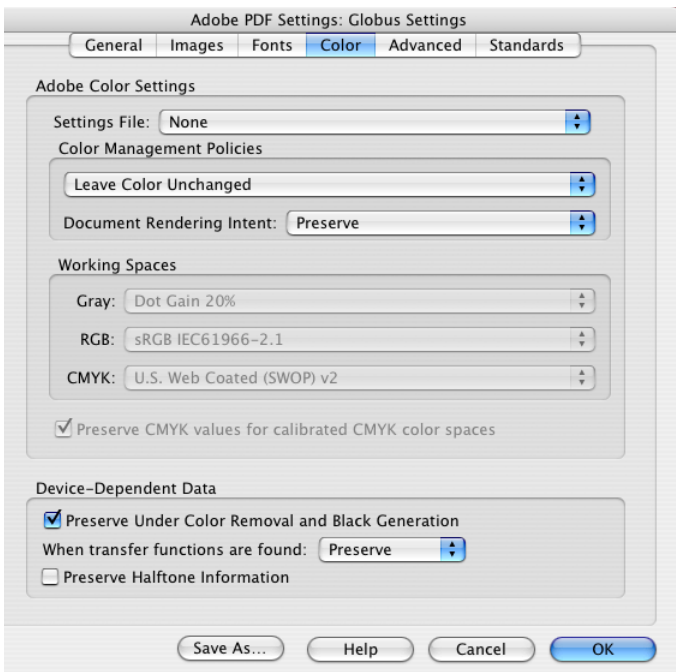 Adobe PDF Settings: Globus Settings
General Images Fonts Color Advanced Standards
Adobe Color Settings
Settings File: None
Color Management Policies
Leave Color Unchanged
Document Rendering Intent: Preserve
Working Spaces
Gray: Dot Gain 20%
RGB: sRGB IEC61966-2.1
CMYK: U.S. Web Coated (SWOP) v2
Preserve CMYK values for calibrated CMYK color spaces
Device-Dependent Data
Preserve Under Color Removal and Black Generation
When transfer functions are found: Preserve
Preserve Halftone Information
Save As... Help Cancel OK